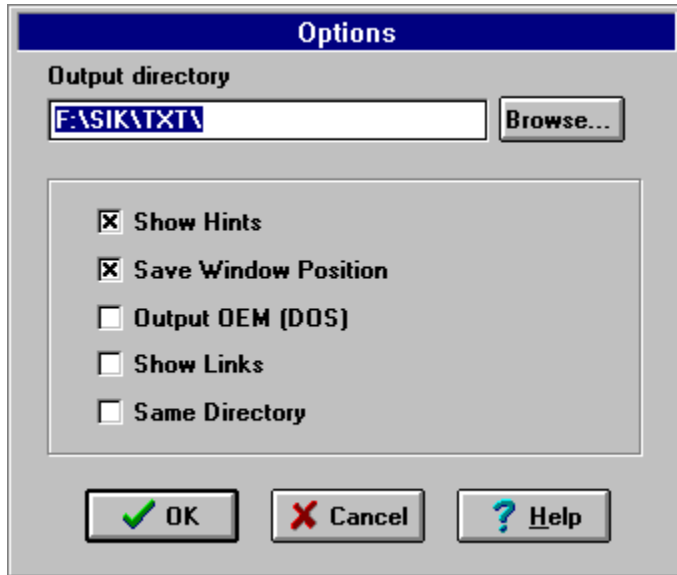 Options
Output directory
F:\SIK\TXT\
Browse...
Show Hints
Save Window Position
Output OEM (DOS)
Show Links
Same Directory
OK
Cancel
Help